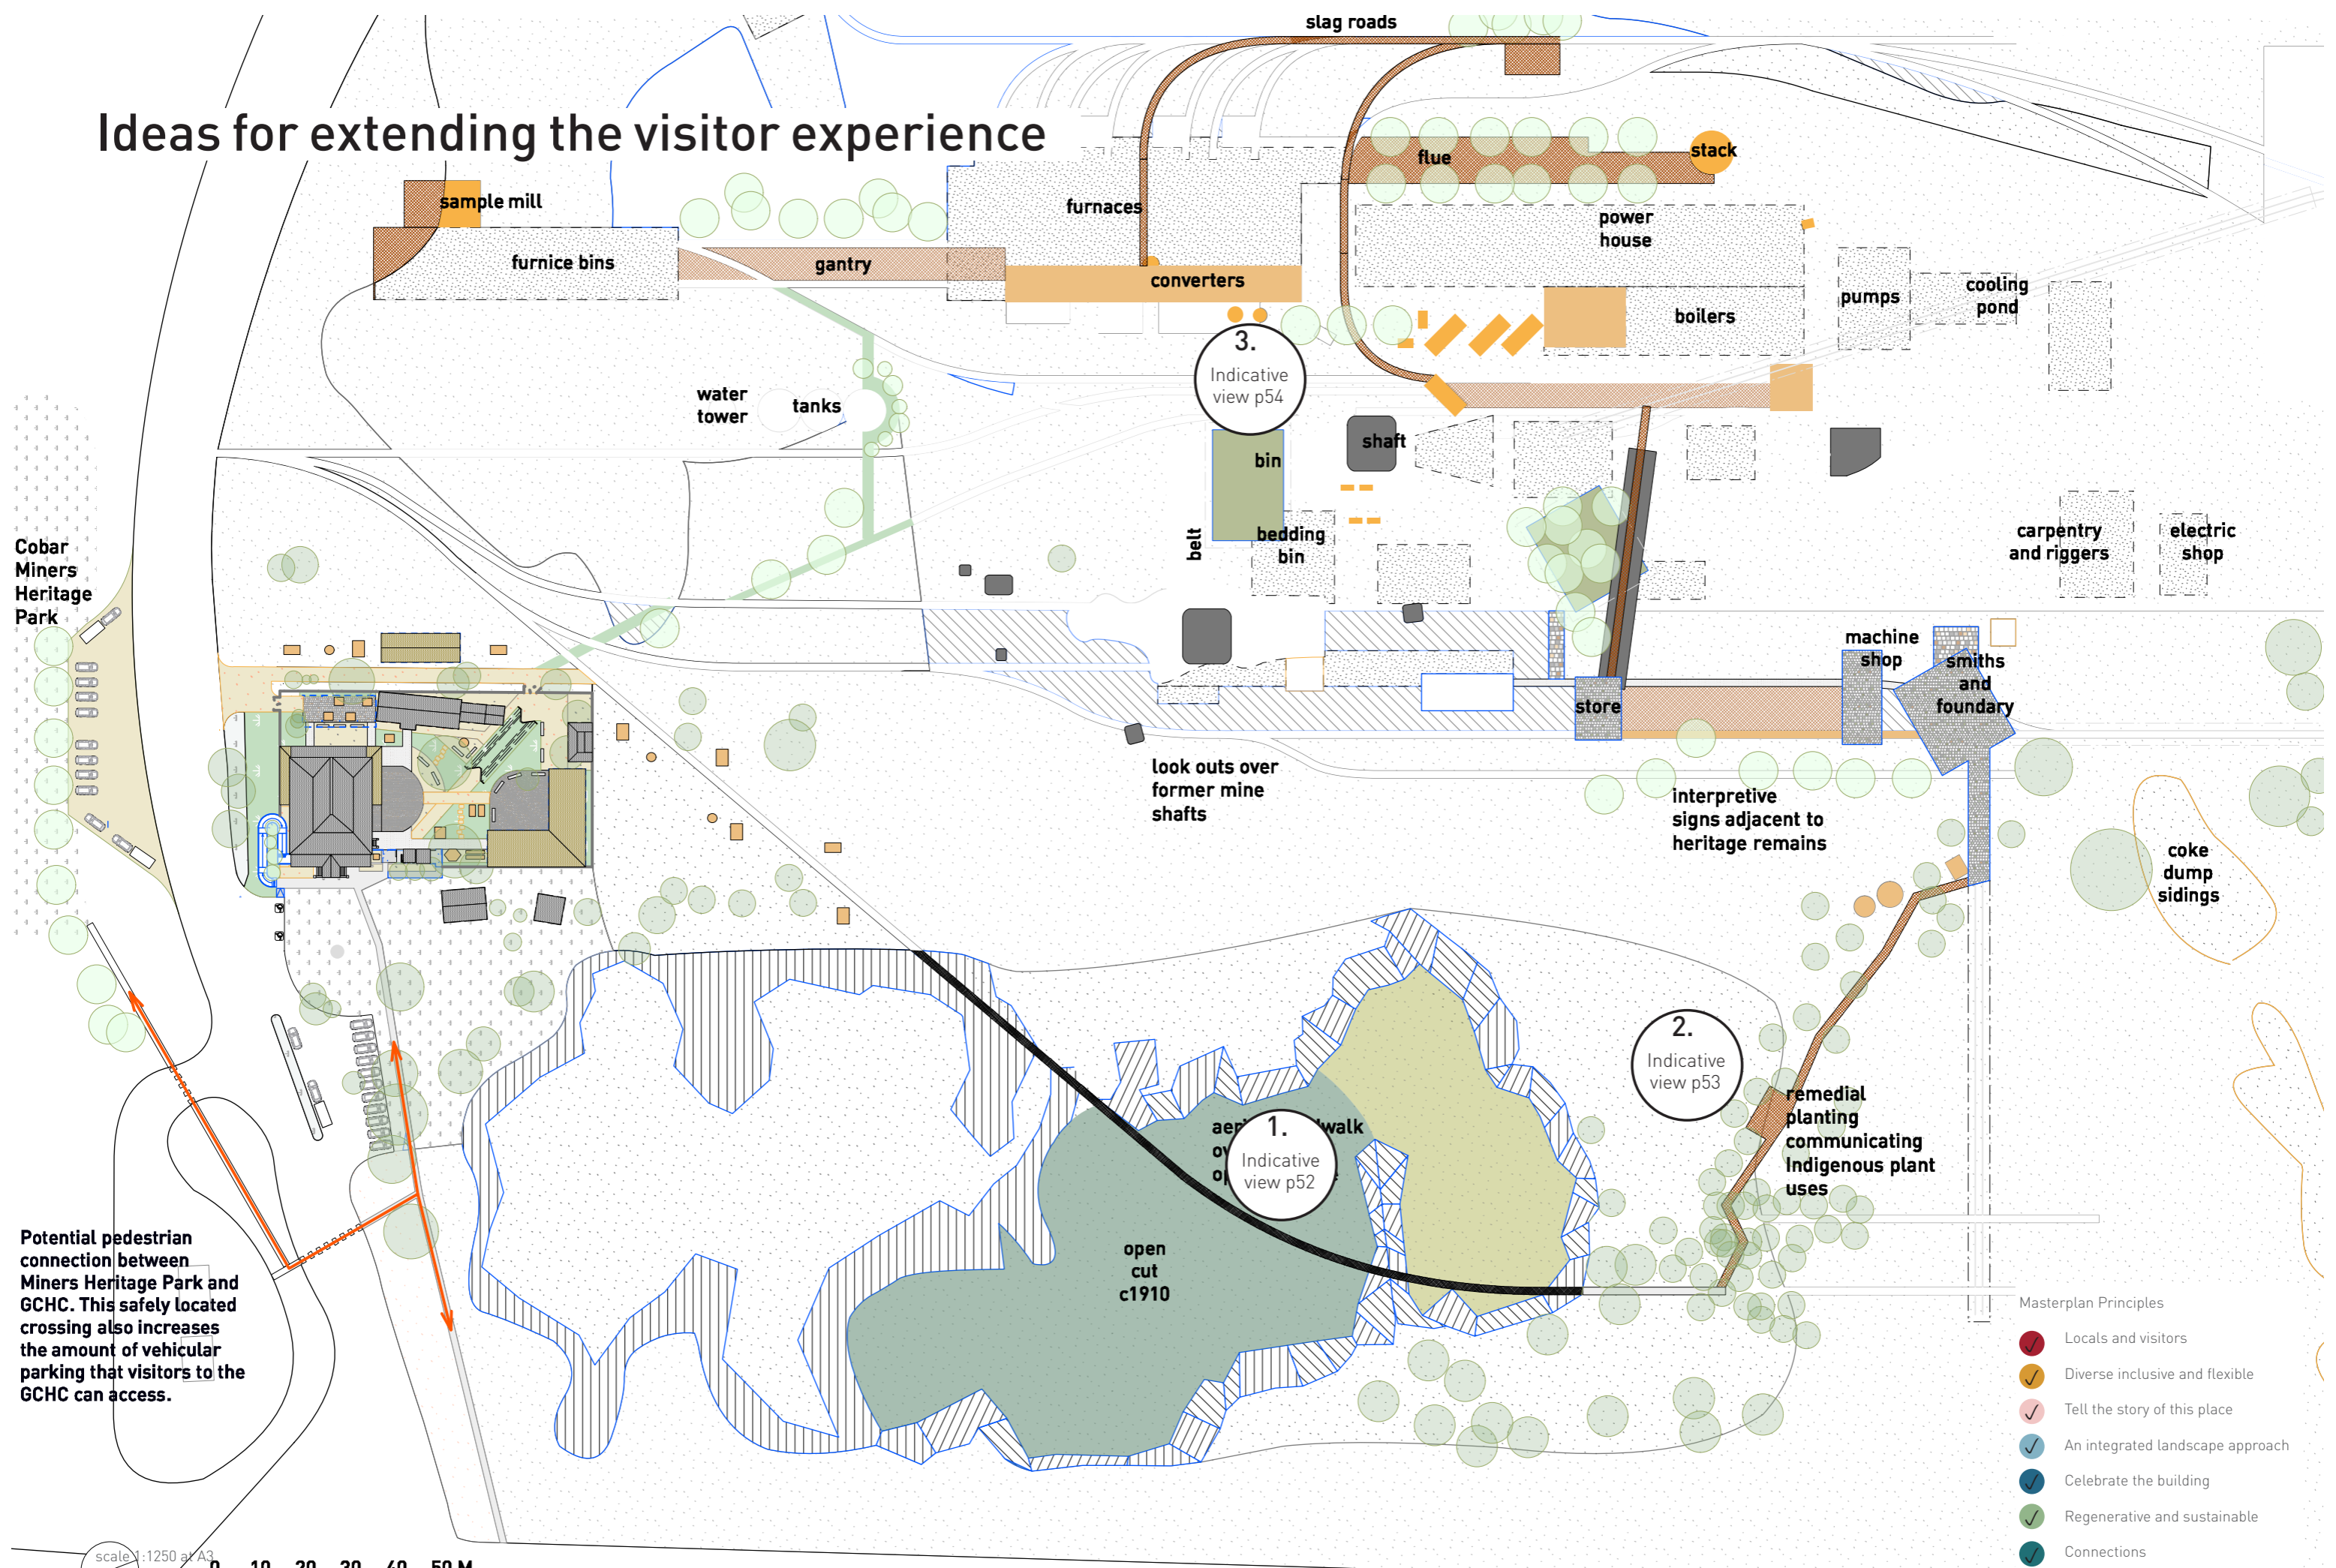 slag roads
Ideas for extending the visitor experience
flue
stack
sample mill
furnaces
power
house
furnice bins
gantry
converters
pumps
cooling
pond
boilers
3.
Indicative
view p54
water
tower
tanks
shaft
bin
belt
bedding
bin
carpentry
and riggers
electric
shop
Cobar
Miners
Heritage
Park
machine
shop
smiths
and
foundary
store
look outs over
former mine
shafts
interpretive
signs adjacent to
heritage remains
coke
dump
sidings
2.
Indicative
view p53
remedial
planting
communicating
Indigenous plant
uses
1.
Indicative
view p52
open
cut
c1910
Potential pedestrian
connection between
Miners Heritage Park and
GCHC. This safely located
crossing also increases
the amount of vehicular
parking that visitors to the
GCHC can access.
Masterplan Principles
Locals and visitors
Diverse inclusive and flexible
Tell the story of this place
An integrated landscape approach
Celebrate the building
Regenerative and sustainable
Connections
scale 1:1250 at A3
0 10 20 30 40 50 M